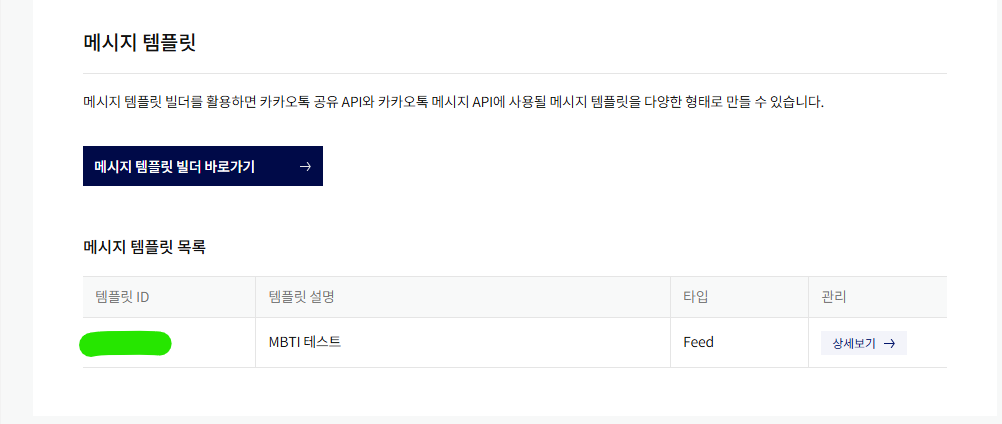 메시지 템플릿
메시지 템플릿 빌더를 활용하면 카카오톡 공유 API와 카카오톡 메시지 API에 사용될 메시지 템플릿을 다양한 형태로 만들 수 있습니다.
메시지 템플릿 빌더 바로가기 →
메시지 템플릿 목록
템플릿 ID 템플릿 설명 타입 관리
MBTI 테스트 Feed 상세보기 →